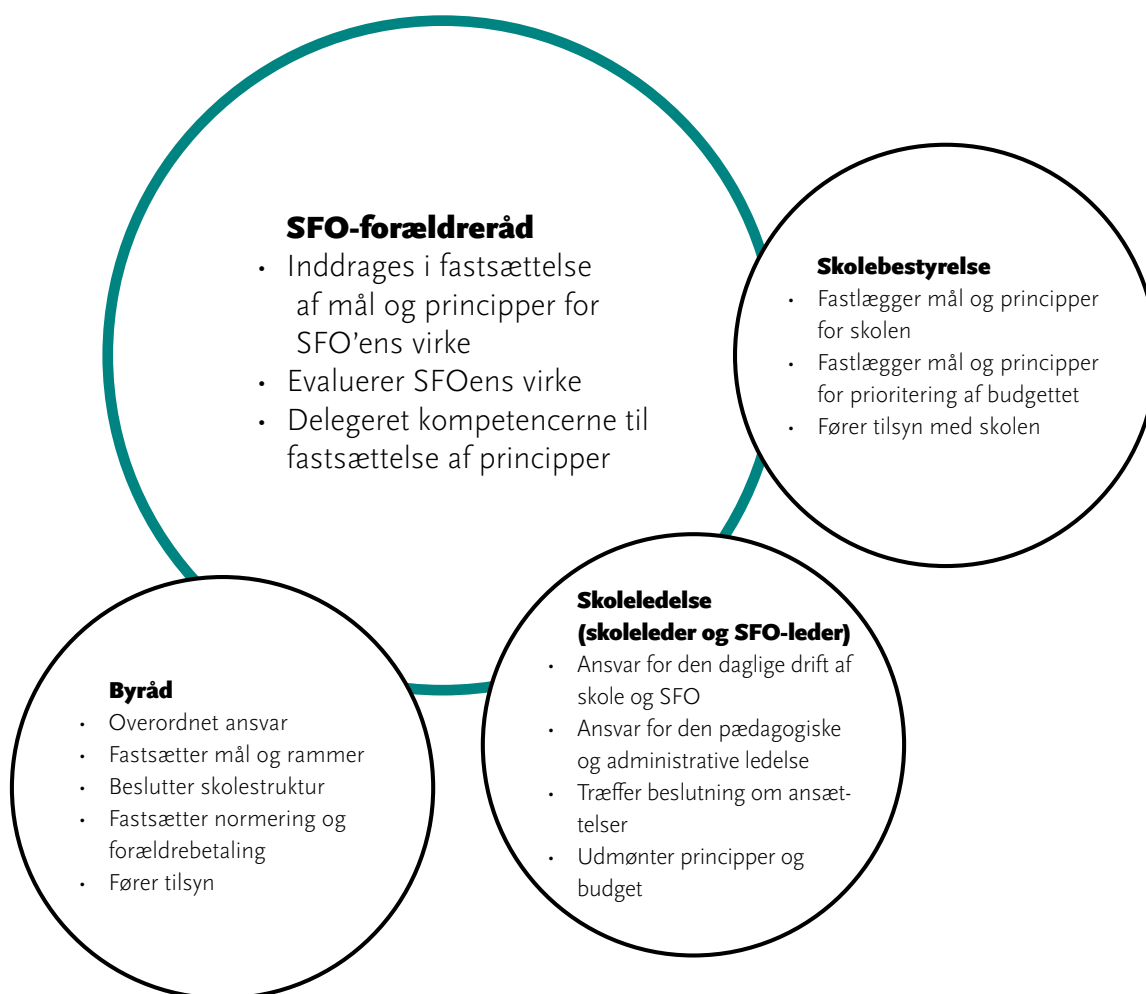 SFO-forældreråd
• Inddrages i fastsættelse
af mål og principper for
SFO'ens virke
• Evaluerer SFOens virke
• Delegeret kompetencerne til
fastsættelse af principper
Skolebestyrelse
• Fastlægger mål og principper
for skolen
• Fastlægger mål og principper
for prioritering af budgettet
• Fører tilsyn med skolen
Skoleledelse
(skoleleder og SFO-leder)
• Ansvar for den daglige drift af
skole og SFO
• Ansvar for den pædagogiske
og administrative ledelse
• Træffer beslutning om ansæt-
telser
• Udmønter principper og
budget
Byråd
• Overordnet ansvar
• Fastsætter mål og rammer
• Beslutter skolestruktur
• Fastsætter normering og
forældrebetaling
• Fører tilsyn